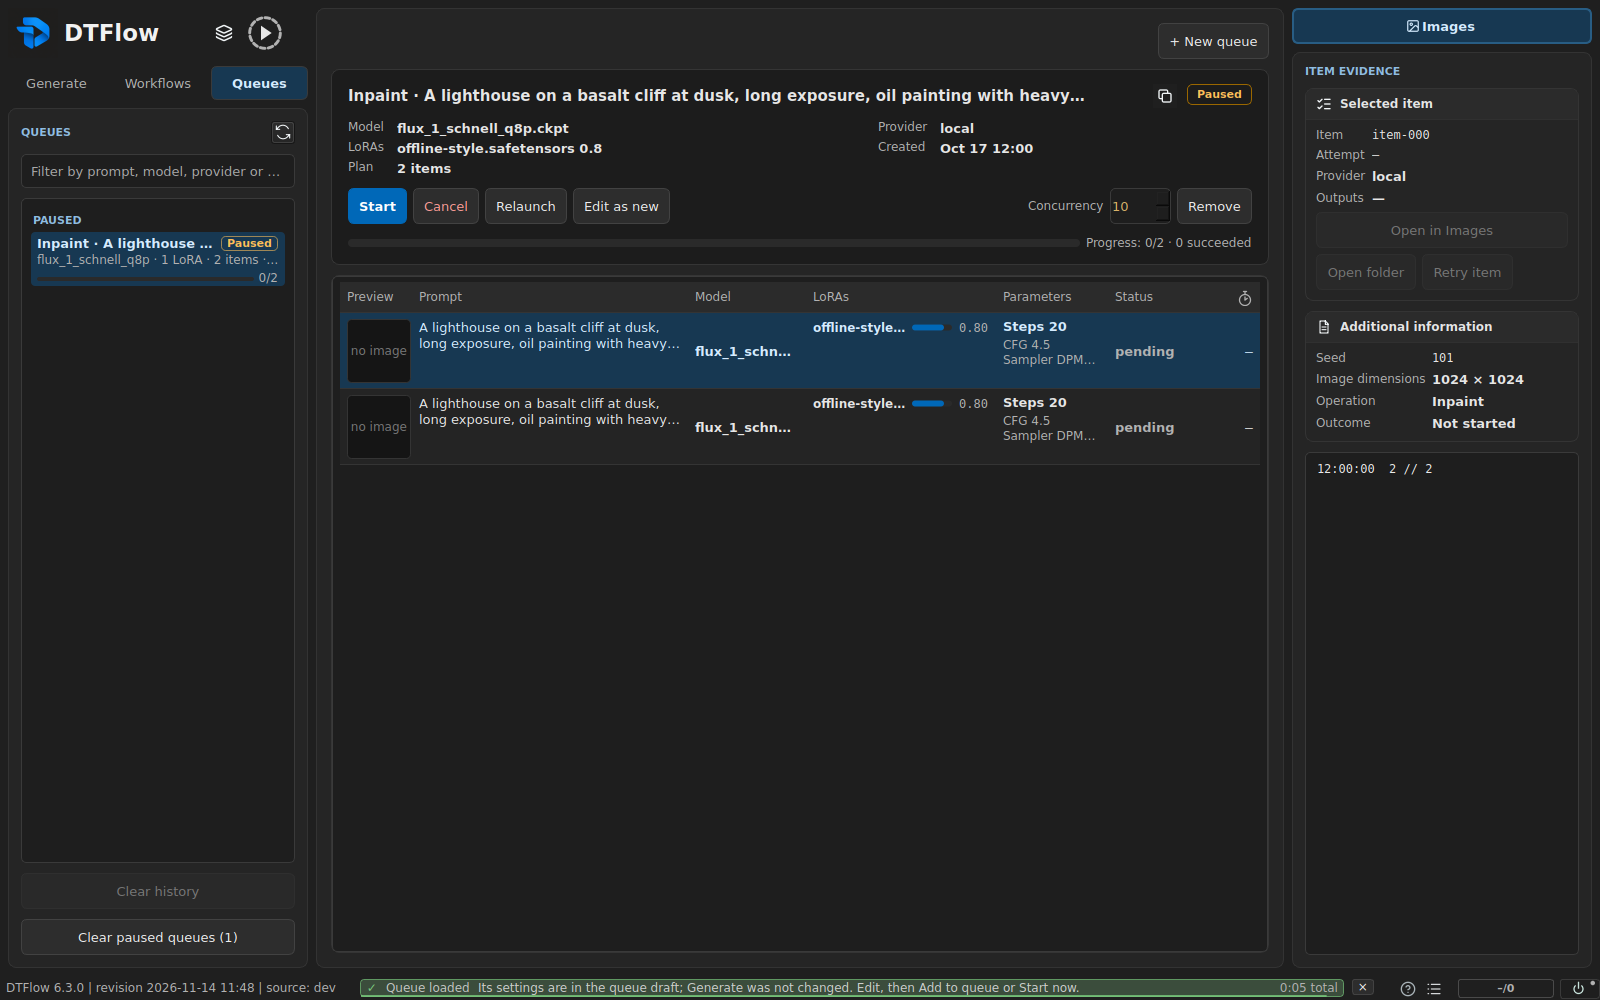 DTFlow
Generate Workflows Queues
QUEUES
Filter by prompt, model, provider or ...
PAUSED
Inpaint · A lighthouse ... Paused
flux_1_schnell_q8p · 1 LoRA · 2 items ·...
0/2
Clear history
Clear paused queues (1)
+ New queue
Inpaint · A lighthouse on a basalt cliff at dusk, long exposure, oil painting with heavy... Paused
Model flux_1_schnell_q8p.ckpt Provider local
LoRAs offline-style.safetensors 0.8 Created Oct 17 12:00
Plan 2 items
Start Cancel Relaunch Edit as new Concurrency 10 Remove
Progress: 0/2 · 0 succeeded
Preview Prompt Model LoRAs Parameters Status
no image
A lighthouse on a basalt cliff at dusk,
long exposure, oil painting with heavy...
flux_1_schn...
offline-style... 0.80
Steps 20
CFG 4.5
Sampler DPM...
pending
–
no image
A lighthouse on a basalt cliff at dusk,
long exposure, oil painting with heavy...
flux_1_schn...
offline-style... 0.80
Steps 20
CFG 4.5
Sampler DPM...
pending
–
Images
ITEM EVIDENCE
Selected item
Item item-000
Attempt –
Provider local
Outputs —
Open in Images
Open folder Retry item
Additional information
Seed 101
Image dimensions 1024 × 1024
Operation Inpaint
Outcome Not started
12:00:00 2 // 2
DTFlow 6.3.0 | revision 2026-11-14 11:48 | source: dev
✓ Queue loaded Its settings are in the queue draft; Generate was not changed. Edit, then Add to queue or Start now. 0:05 total
–/0